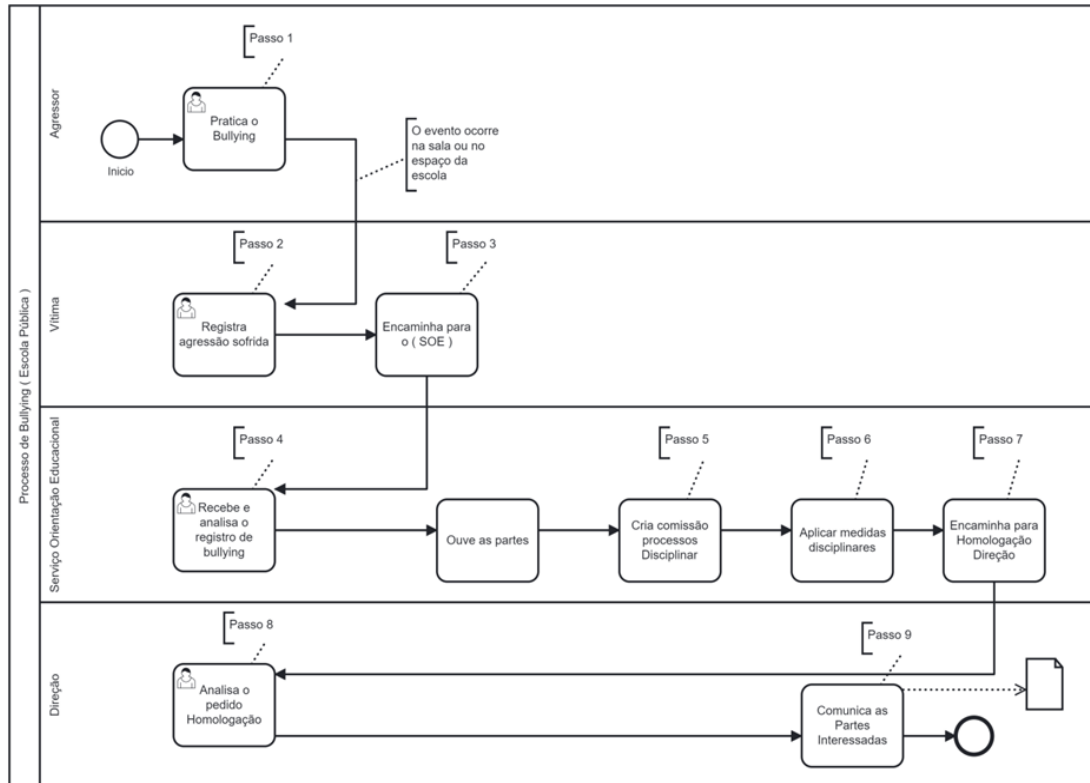 Processo de Bullying ( Escola Pública )
Agressor
Passo 1
Inicio
Pratica o
Bullying
O evento ocorre
na sala ou no
espaço da
escola
Vítima
Passo 2
Passo 3
Registra
agressão sofrida
Encaminha para
o ( SOE )
Serviço Orientação Educacional
Passo 4
Passo 5
Passo 6
Passo 7
Recebe e
analisa o
registro de
bullying
Ouve as partes
Cria comissão
processos
Disciplinar
Aplicar medidas
disciplinares
Encaminha para
Homologação
Direção
Direção
Passo 8
Passo 9
Analisa o
pedido
Homologação
Comunica as
Partes
Interessadas